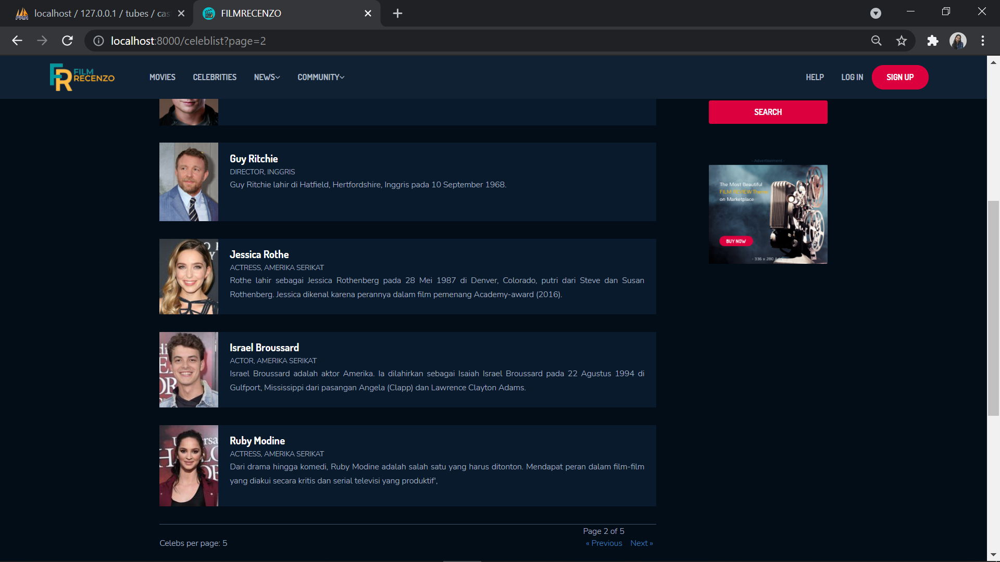 localhost / 127.0.0.1 / tubes / cas
FILMRECENZO
localhost:8000/celeblist?page=2
FILM
RECENZO
MOVIES
CELEBRITIES
NEWS
COMMUNITY
HELP
LOG IN
SIGN UP
SEARCH
Guy Ritchie
DIRECTOR, INGGRIS
Guy Ritchie lahir di Hatfield, Hertfordshire, Inggris pada 10 September 1968.
- Advertisement -
The Most Beautiful
FILM REVIEW Theme
on Marketplace
BUY NOW
- 336 x 280
Jessica Rothe
ACTRESS, AMERIKA SERIKAT
Rothe lahir sebagai Jessica Rothenberg pada 28 Mei 1987 di Denver, Colorado, putri dari Steve dan Susan
Rothenberg. Jessica dikenal karena perannya dalam film pemenang Academy-award (2016).
Israel Broussard
ACTOR, AMERIKA SERIKAT
Israel Broussard adalah aktor Amerika. Ia dilahirkan sebagai Isaiah Israel Broussard pada 22 Agustus 1994 di
Gulfport, Mississippi dari pasangan Angela (Clapp) dan Lawrence Clayton Adams.
Ruby Modine
ACTRESS, AMERIKA SERIKAT
Dari drama hingga komedi, Ruby Modine adalah salah satu yang harus ditonton. Mendapat peran dalam film-film
yang diakui secara kritis dan serial televisi yang produktif',
Page 2 of 5
Celebs per page: 5
« Previous Next »